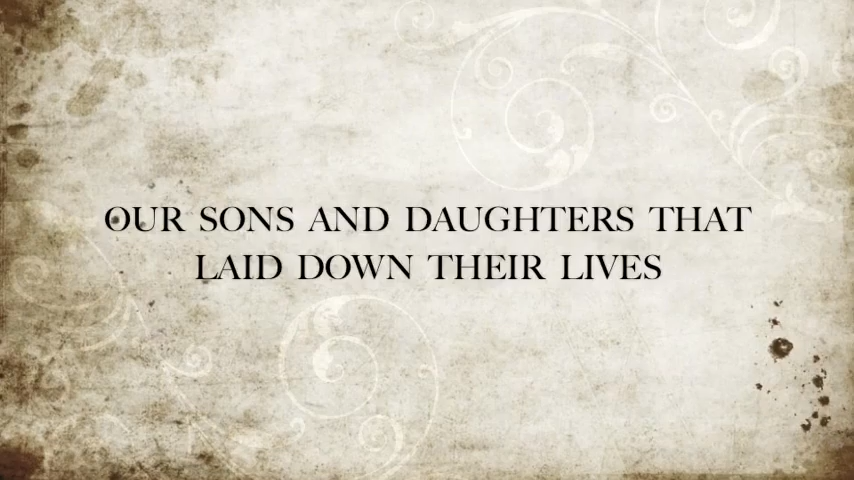 OUR SONS AND DAUGHTERS THAT
LAID DOWN THEIR LIVES